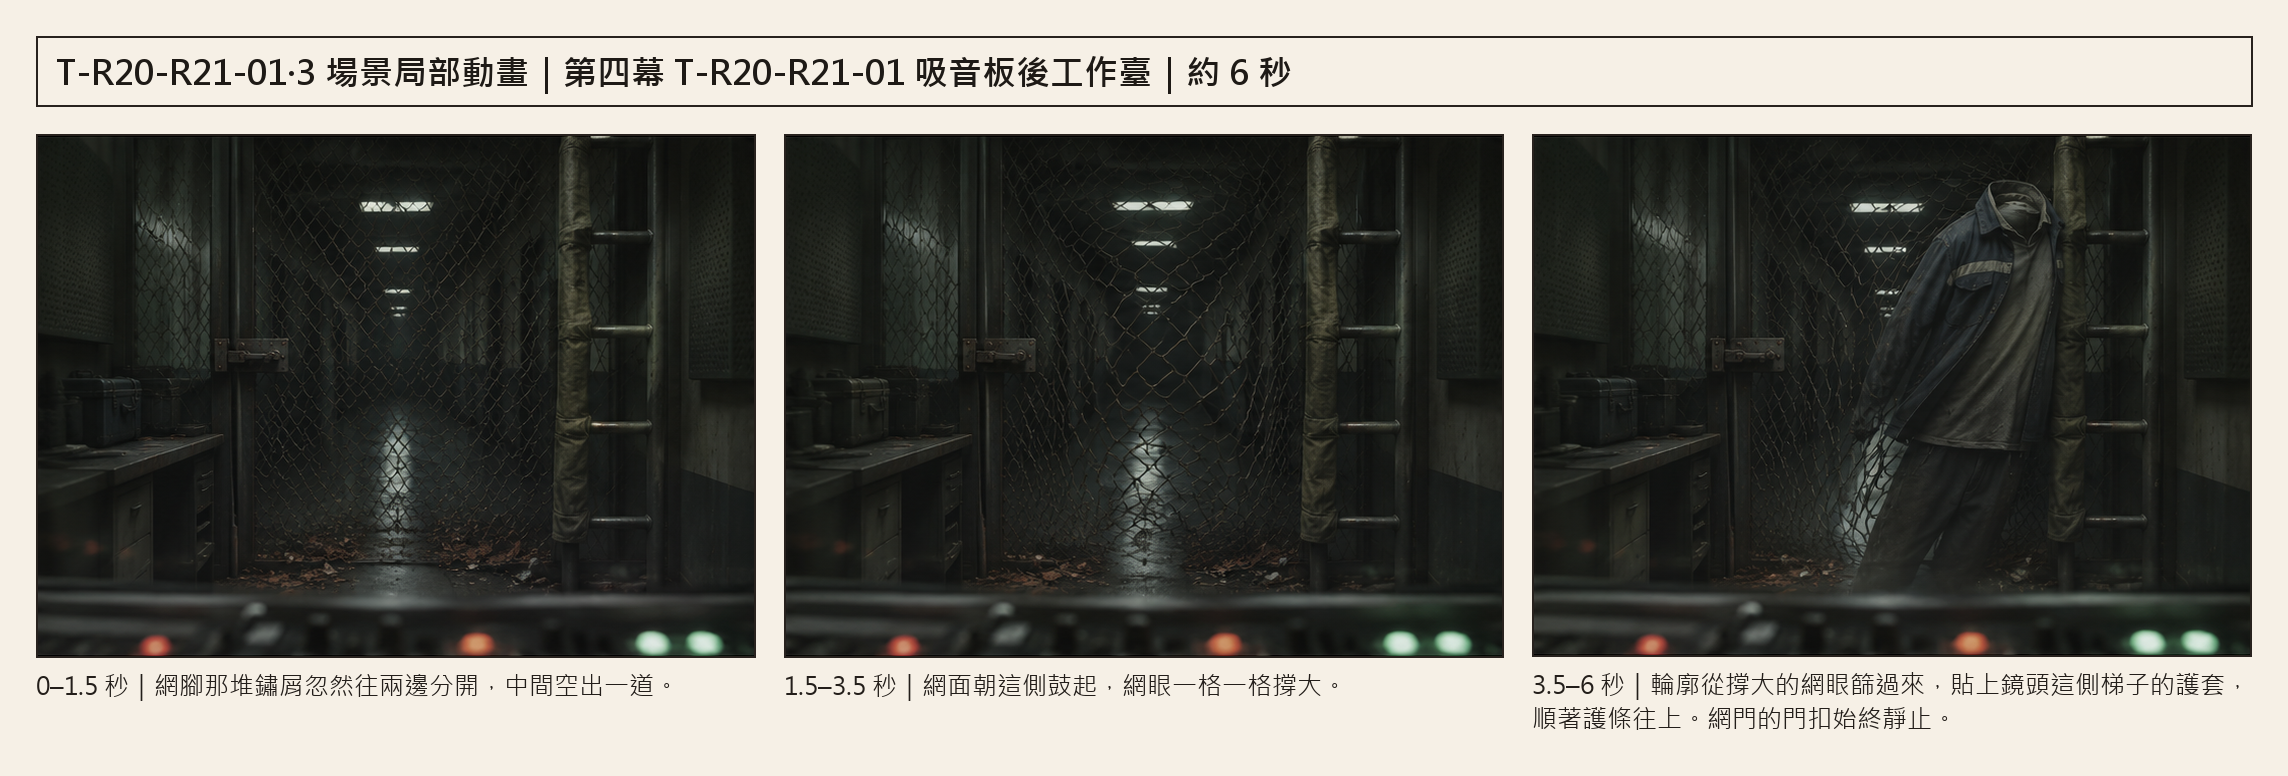 T-R20-R21-01·3 場景局部動畫｜第四幕 T-R20-R21-01 吸音板後工作臺｜約 6 秒
0–1.5 秒｜網腳那堆鏽屑忽然往兩邊分開，中間空出一道。
1.5–3.5 秒｜網面朝這側鼓起，網眼一格一格撐大。
3.5–6 秒｜輪廓從撐大的網眼篩過來，貼上鏡頭這側梯子的護套，
順著護條往上。網門的門扣始終靜止。